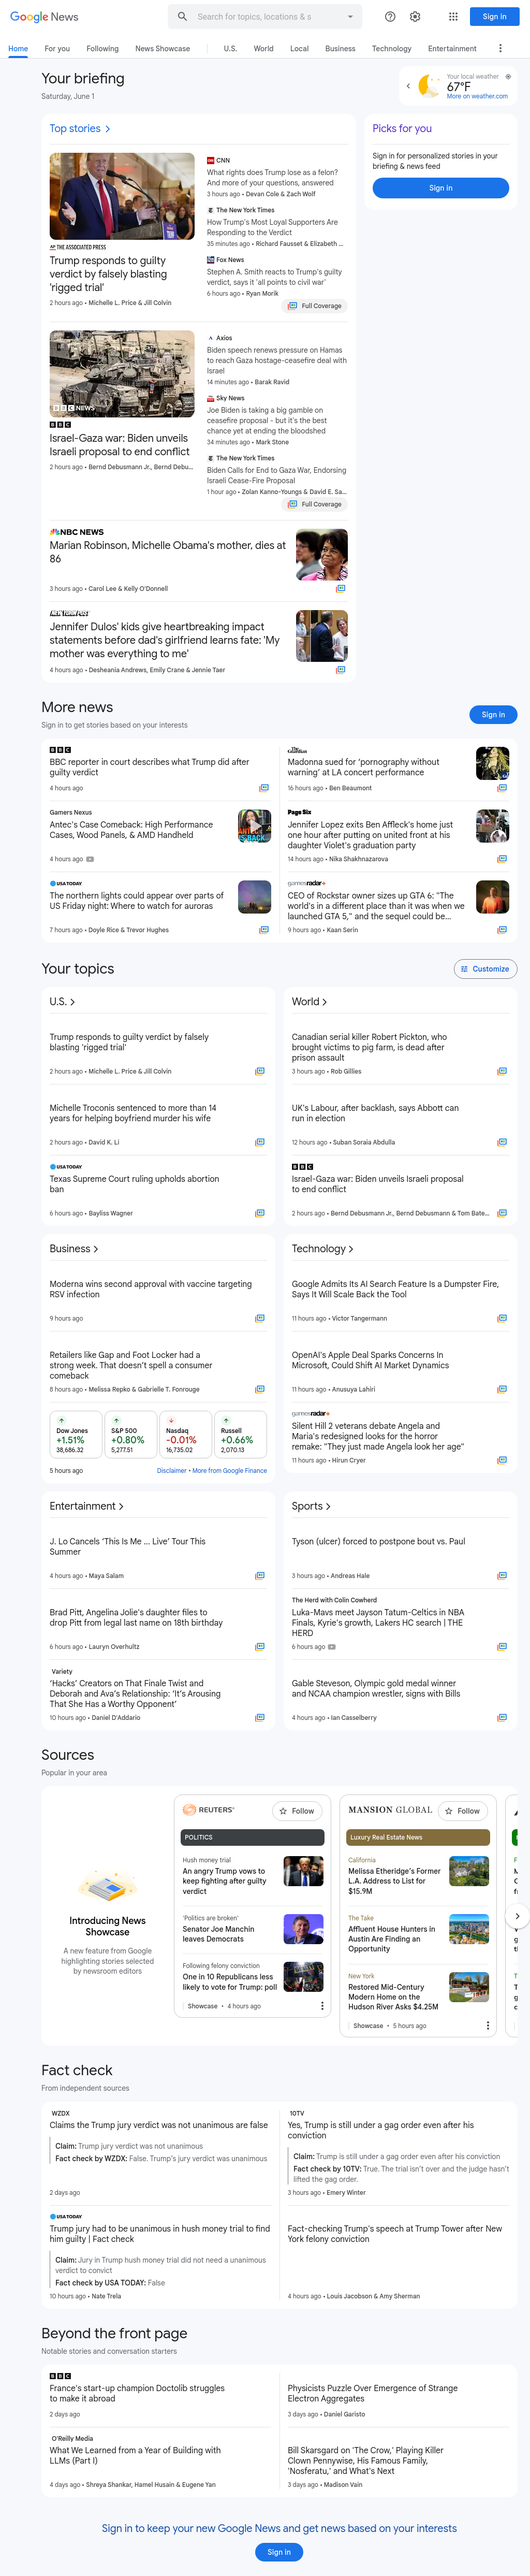 Google News
Search for topics, locations & s
Sign in
Home
For you
Following
News Showcase
U.S.
World
Local
Business
Technology
Entertainment
Your briefing
Saturday, June 1
Your local weather
67°F
More on weather.com
Top stories
THE ASSOCIATED PRESS
Trump responds to guilty
verdict by falsely blasting
'rigged trial'
2 hours ago • Michelle L. Price & Jill Colvin
CNN
What rights does Trump lose as a felon?
And more of your questions, answered
3 hours ago • Devan Cole & Zach Wolf
The New York Times
How Trump's Most Loyal Supporters Are
Responding to the Verdict
35 minutes ago • Richard Fausset & Elizabeth ...
Fox News
Stephen A. Smith reacts to Trump's guilty
verdict, says it 'all points to civil war'
6 hours ago • Ryan Morik
Full Coverage
Picks for you
Sign in for personalized stories in your
briefing & news feed
Sign in
BBC NEWS
BBC
Israel-Gaza war: Biden unveils
Israeli proposal to end conflict
2 hours ago • Bernd Debusmann Jr., Bernd Debu...
Axios
Biden speech renews pressure on Hamas
to reach Gaza hostage-ceasefire deal with
Israel
14 minutes ago • Barak Ravid
Sky News
Joe Biden is taking a big gamble on
ceasefire proposal - but it's the best
chance yet at ending the bloodshed
34 minutes ago • Mark Stone
The New York Times
Biden Calls for End to Gaza War, Endorsing
Israeli Cease-Fire Proposal
1 hour ago • Zolan Kanno-Youngs & David E. Sa...
Full Coverage
NBC NEWS
Marian Robinson, Michelle Obama's mother, dies at
86
3 hours ago • Carol Lee & Kelly O'Donnell
NEW YORK POST
Jennifer Dulos' kids give heartbreaking impact
statements before dad's girlfriend learns fate: 'My
mother was everything to me'
4 hours ago • Desheania Andrews, Emily Crane & Jennie Taer
More news
Sign in to get stories based on your interests
Sign in
BBC
BBC reporter in court describes what Trump did after
guilty verdict
4 hours ago
The Guardian
Madonna sued for 'pornography without
warning' at LA concert performance
16 hours ago • Ben Beaumont
Gamers Nexus
Antec's Case Comeback: High Performance
Cases, Wood Panels, & AMD Handheld
4 hours ago
Page Six
Jennifer Lopez exits Ben Affleck's home just
one hour after putting on united front at his
daughter Violet's graduation party
14 hours ago • Nika Shakhnazarova
USA TODAY
The northern lights could appear over parts of
US Friday night: Where to watch for auroras
7 hours ago • Doyle Rice & Trevor Hughes
gamesradar+
CEO of Rockstar owner sizes up GTA 6: "The
world's in a different place than it was when we
launched GTA 5," and the sequel could be...
9 hours ago • Kaan Serin
Your topics
Customize
U.S.
Trump responds to guilty verdict by falsely
blasting 'rigged trial'
2 hours ago • Michelle L. Price & Jill Colvin
Michelle Troconis sentenced to more than 14
years for helping boyfriend murder his wife
2 hours ago • David K. Li
USA TODAY
Texas Supreme Court ruling upholds abortion
ban
6 hours ago • Bayliss Wagner
World
Canadian serial killer Robert Pickton, who
brought victims to pig farm, is dead after
prison assault
3 hours ago • Rob Gillies
UK's Labour, after backlash, says Abbott can
run in election
12 hours ago • Suban Soraia Abdulla
BBC
Israel-Gaza war: Biden unveils Israeli proposal
to end conflict
2 hours ago • Bernd Debusmann Jr., Bernd Debusmann & Tom Bate...
Business
Moderna wins second approval with vaccine targeting
RSV infection
9 hours ago
Retailers like Gap and Foot Locker had a
strong week. That doesn't spell a consumer
comeback
8 hours ago • Melissa Repko & Gabrielle T. Fonrouge
Dow Jones
+1.51%
38,686.32
S&P 500
+0.80%
5,277.51
Nasdaq
-0.01%
16,735.02
Russell
+0.66%
2,070.13
5 hours ago
Disclaimer • More from Google Finance
Technology
Google Admits Its AI Search Feature Is a Dumpster Fire,
Says It Will Scale Back the Tool
11 hours ago • Victor Tangermann
OpenAI's Apple Deal Sparks Concerns In
Microsoft, Could Shift AI Market Dynamics
11 hours ago • Anusuya Lahiri
gamesradar+
Silent Hill 2 veterans debate Angela and
Maria's redesigned looks for the horror
remake: "They just made Angela look her age"
11 hours ago • Hirun Cryer
Entertainment
J. Lo Cancels 'This Is Me ... Live' Tour This
Summer
4 hours ago • Maya Salam
Brad Pitt, Angelina Jolie's daughter files to
drop Pitt from legal last name on 18th birthday
6 hours ago • Lauryn Overhultz
Variety
'Hacks' Creators on That Finale Twist and
Deborah and Ava's Relationship: 'It's Arousing
That She Has a Worthy Opponent'
10 hours ago • Daniel D'Addario
Sports
Tyson (ulcer) forced to postpone bout vs. Paul
3 hours ago • Andreas Hale
The Herd with Colin Cowherd
Luka-Mavs meet Jayson Tatum-Celtics in NBA
Finals, Kyrie's growth, Lakers HC search | THE
HERD
6 hours ago
Gable Steveson, Olympic gold medal winner
and NCAA champion wrestler, signs with Bills
4 hours ago • Ian Casselberry
Sources
Popular in your area
Introducing News
Showcase
A new feature from Google
highlighting stories selected
by newsroom editors
REUTERS
Follow
POLITICS
Hush money trial
An angry Trump vows to
keep fighting after guilty
verdict
'Politics are broken'
Senator Joe Manchin
leaves Democrats
Following felony conviction
One in 10 Republicans less
likely to vote for Trump: poll
Showcase • 4 hours ago
MANSION GLOBAL
Follow
Luxury Real Estate News
California
Melissa Etheridge's Former
L.A. Address to List for
$15.9M
The Take
Affluent House Hunters in
Austin Are Finding an
Opportunity
New York
Restored Mid-Century
Modern Home on the
Hudson River Asks $4.25M
Showcase • 5 hours ago
Fact check
From independent sources
WZDX
Claims the Trump jury verdict was not unanimous are false
Claim: Trump jury verdict was not unanimous
Fact check by WZDX: False. Trump's jury verdict was unanimous
2 days ago
10TV
Yes, Trump is still under a gag order even after his
conviction
Claim: Trump is still under a gag order even after his conviction
Fact check by 10TV: True. The trial isn't over and the judge hasn't
lifted the gag order.
3 hours ago • Emery Winter
USA TODAY
Trump jury had to be unanimous in hush money trial to find
him guilty | Fact check
Claim: Jury in Trump hush money trial did not need a unanimous
verdict to convict
Fact check by USA TODAY: False
10 hours ago • Nate Trela
Fact-checking Trump's speech at Trump Tower after New
York felony conviction
4 hours ago • Louis Jacobson & Amy Sherman
Beyond the front page
Notable stories and conversation starters
BBC
France's start-up champion Doctolib struggles
to make it abroad
2 days ago
Physicists Puzzle Over Emergence of Strange
Electron Aggregates
3 days ago • Daniel Garisto
O'Reilly Media
What We Learned from a Year of Building with
LLMs (Part I)
4 days ago • Shreya Shankar, Hamel Husain & Eugene Yan
Bill Skarsgard on 'The Crow,' Playing Killer
Clown Pennywise, His Famous Family,
'Nosferatu,' and What's Next
3 days ago • Madison Vain
Sign in to keep your new Google News and get news based on your interests
Sign in